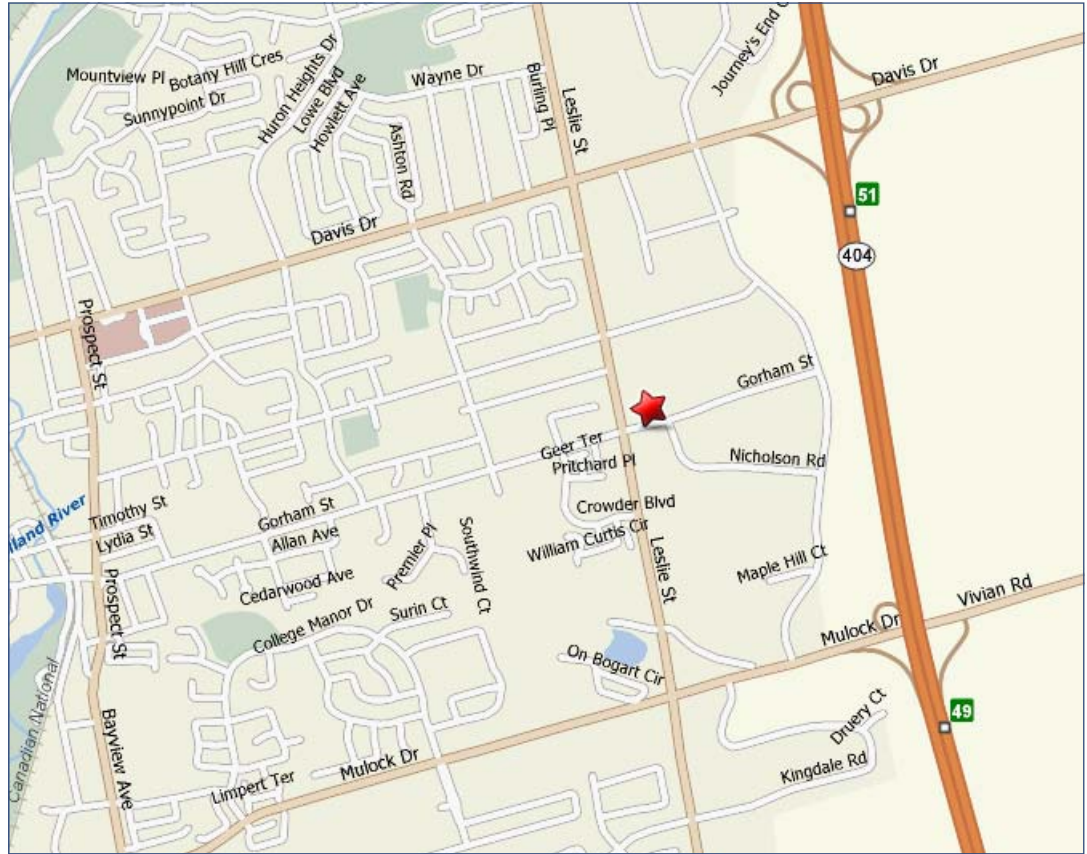 Journey's End C
Davis Dr
Mountview Pl
Botany Hill Cres
Huron Heights Dr
Lowe Blvd
Howlett Ave
Wayne Dr
Burling Pl
Leslie St
Sunnypoint Dr
Ashton Rd
51
Davis Dr
404
Prospect St
Gorham St
Geer Ter
Pritchard Pl
Nicholson Rd
Timothy St
Lydia St
lland River
Gorham St
Allan Ave
Crowder Blvd
William Curtis Cir
Premier Pl
Southwind Ct
Leslie St
Maple Hill Ct
Cedarwood Ave
Prospect St
College Manor Dr
Surin Ct
Vivian Rd
Mulock Dr
On Bogart Cir
Canadian National
Bayview Ave
Druery Ct
49
Mulock Dr
Kingdale Rd
Limpert Ter